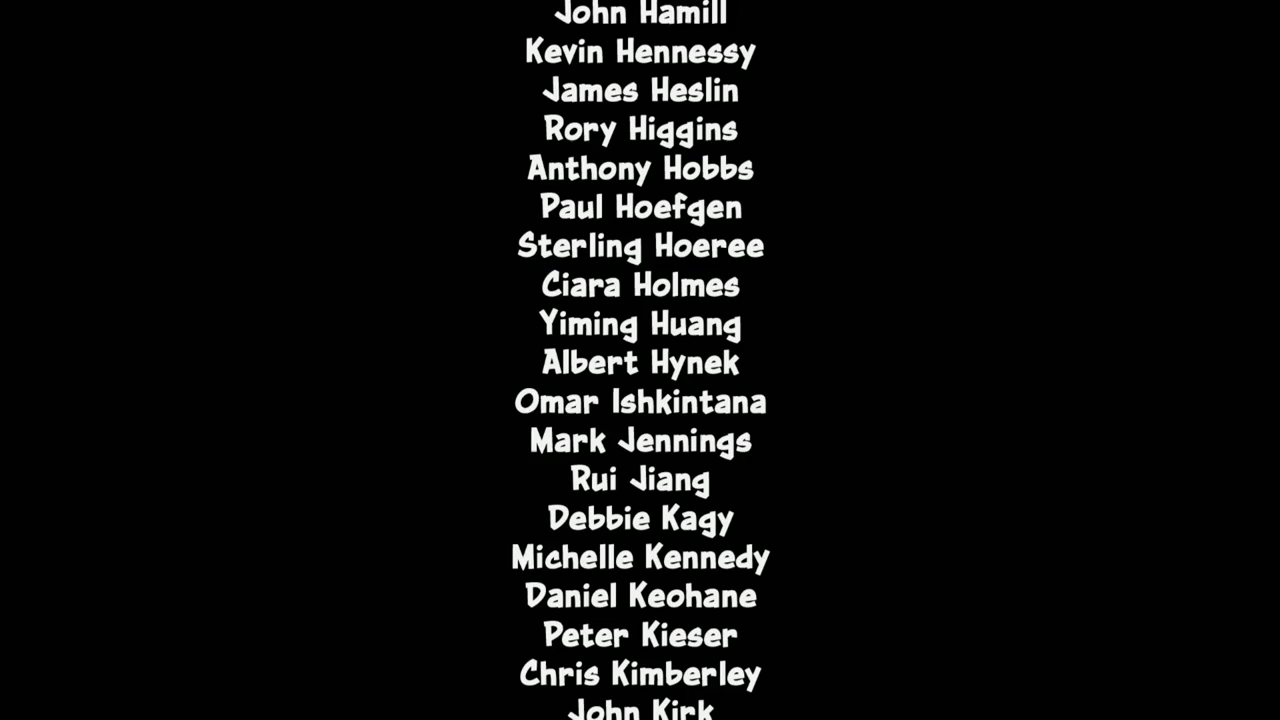 John Hamill
Kevin Hennessy
James Heslin
Rory Higgins
Anthony Hobbs
Paul Hoefgen
Sterling Hoeree
Ciara Holmes
Yiming Huang
Albert Hynek
Omar Ishkintana
Mark Jennings
Rui Jiang
Debbie Kagy
Michelle Kennedy
Daniel Keohane
Peter Kieser
Chris Kimberley
John Kirk